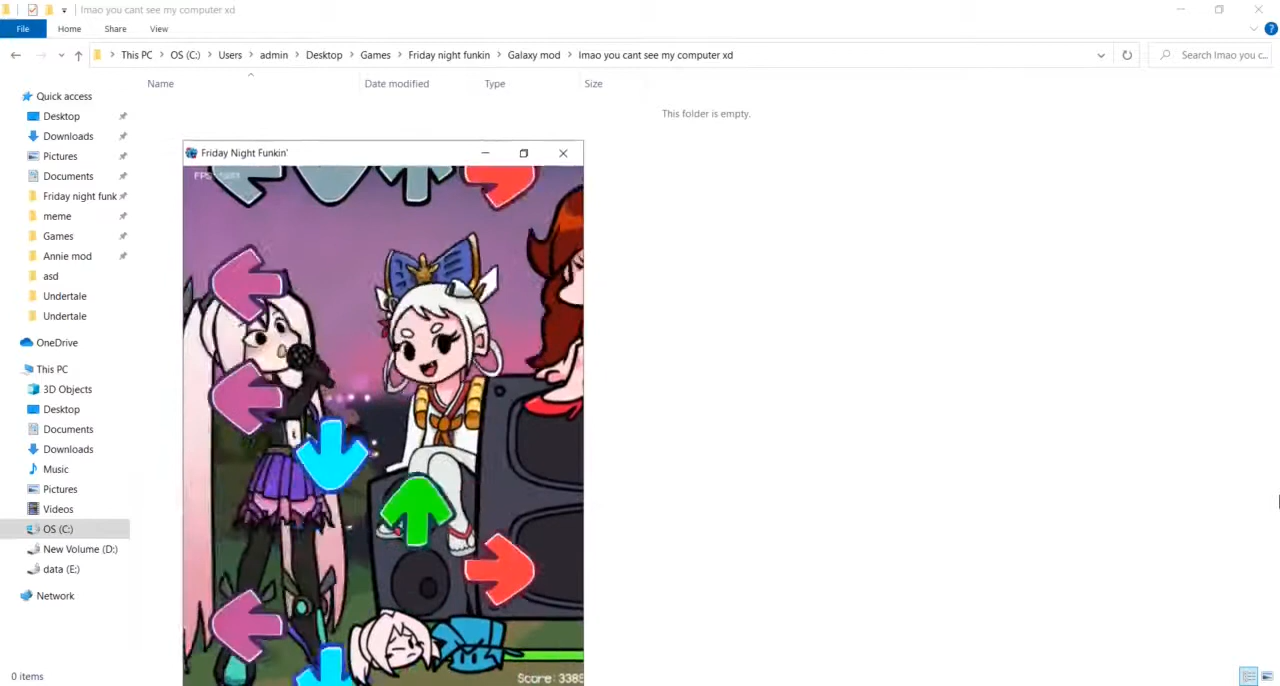 lmao you cant see my computer xd
File Home Share View
This PC OS (C:) Users admin Desktop Games Friday night funkin Galaxy mod lmao you cant see my computer xd
Search lmao you c...
Name Date modified Type Size
This folder is empty.
Quick access
Desktop
Downloads
Pictures
Documents
Friday night funk
meme
Games
Annie mod
asd
Undertale
Undertale
OneDrive
This PC
3D Objects
Desktop
Documents
Downloads
Music
Pictures
Videos
OS (C:)
New Volume (D:)
data (E:)
Network
0 items
Friday Night Funkin'
FPS:
Score: 3385